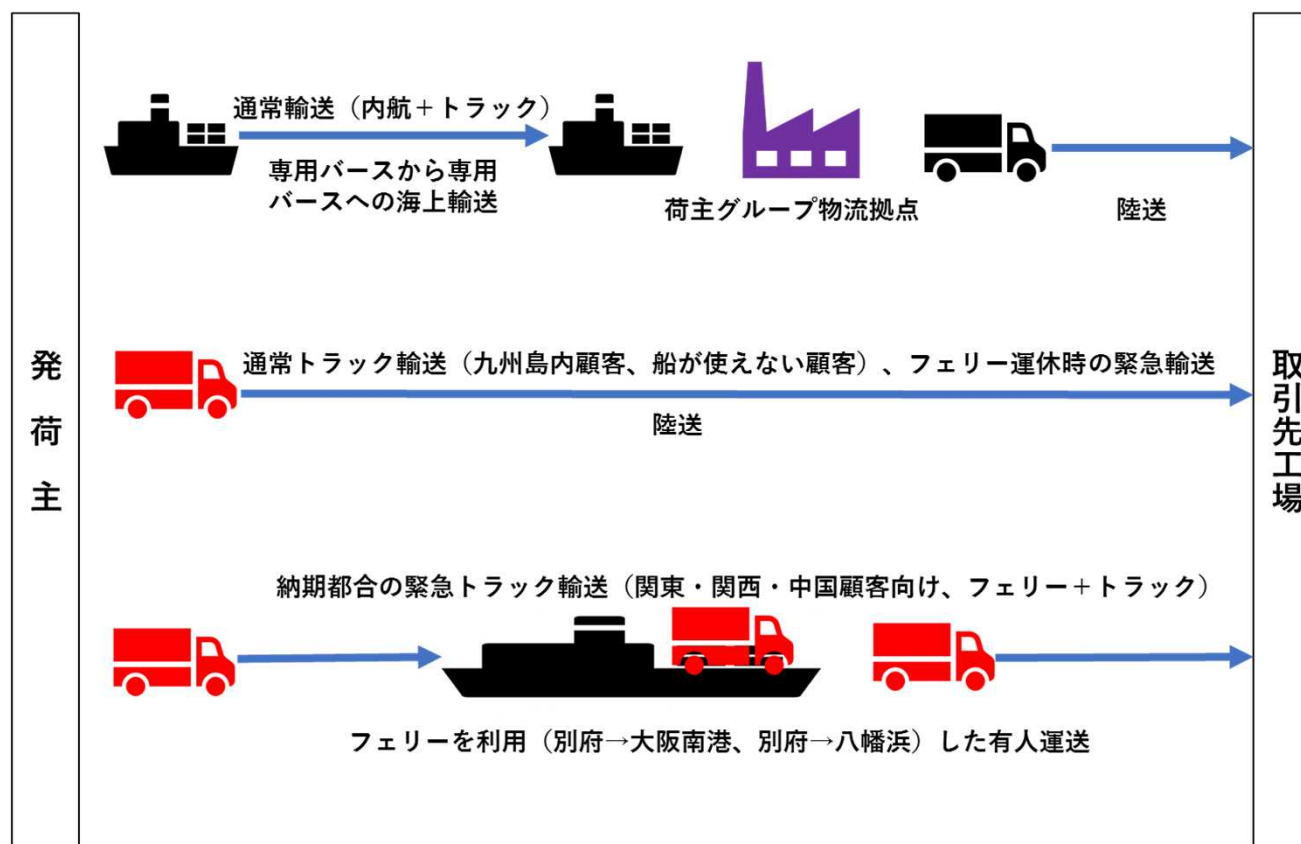 発荷主
通常輸送（内航＋トラック）
専用バースから専用
バースへの海上輸送
荷主グループ物流拠点
陸送
通常トラック輸送（九州島内顧客、船が使えない顧客）、フェリー運休時の緊急輸送
陸送
納期都合の緊急トラック輸送（関東・関西・中国顧客向け、フェリー＋トラック）
フェリーを利用（別府→大阪南港、別府→八幡浜）した有人運送
取引先工場